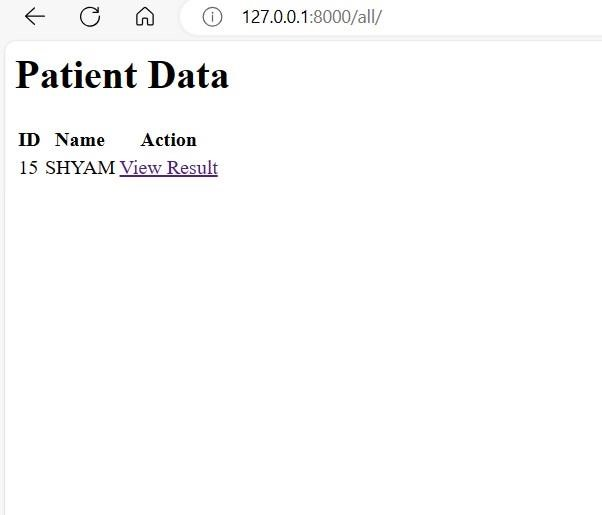 127.0.0.1:8000/all/
Patient Data
ID Name Action
15 SHYAM View Result